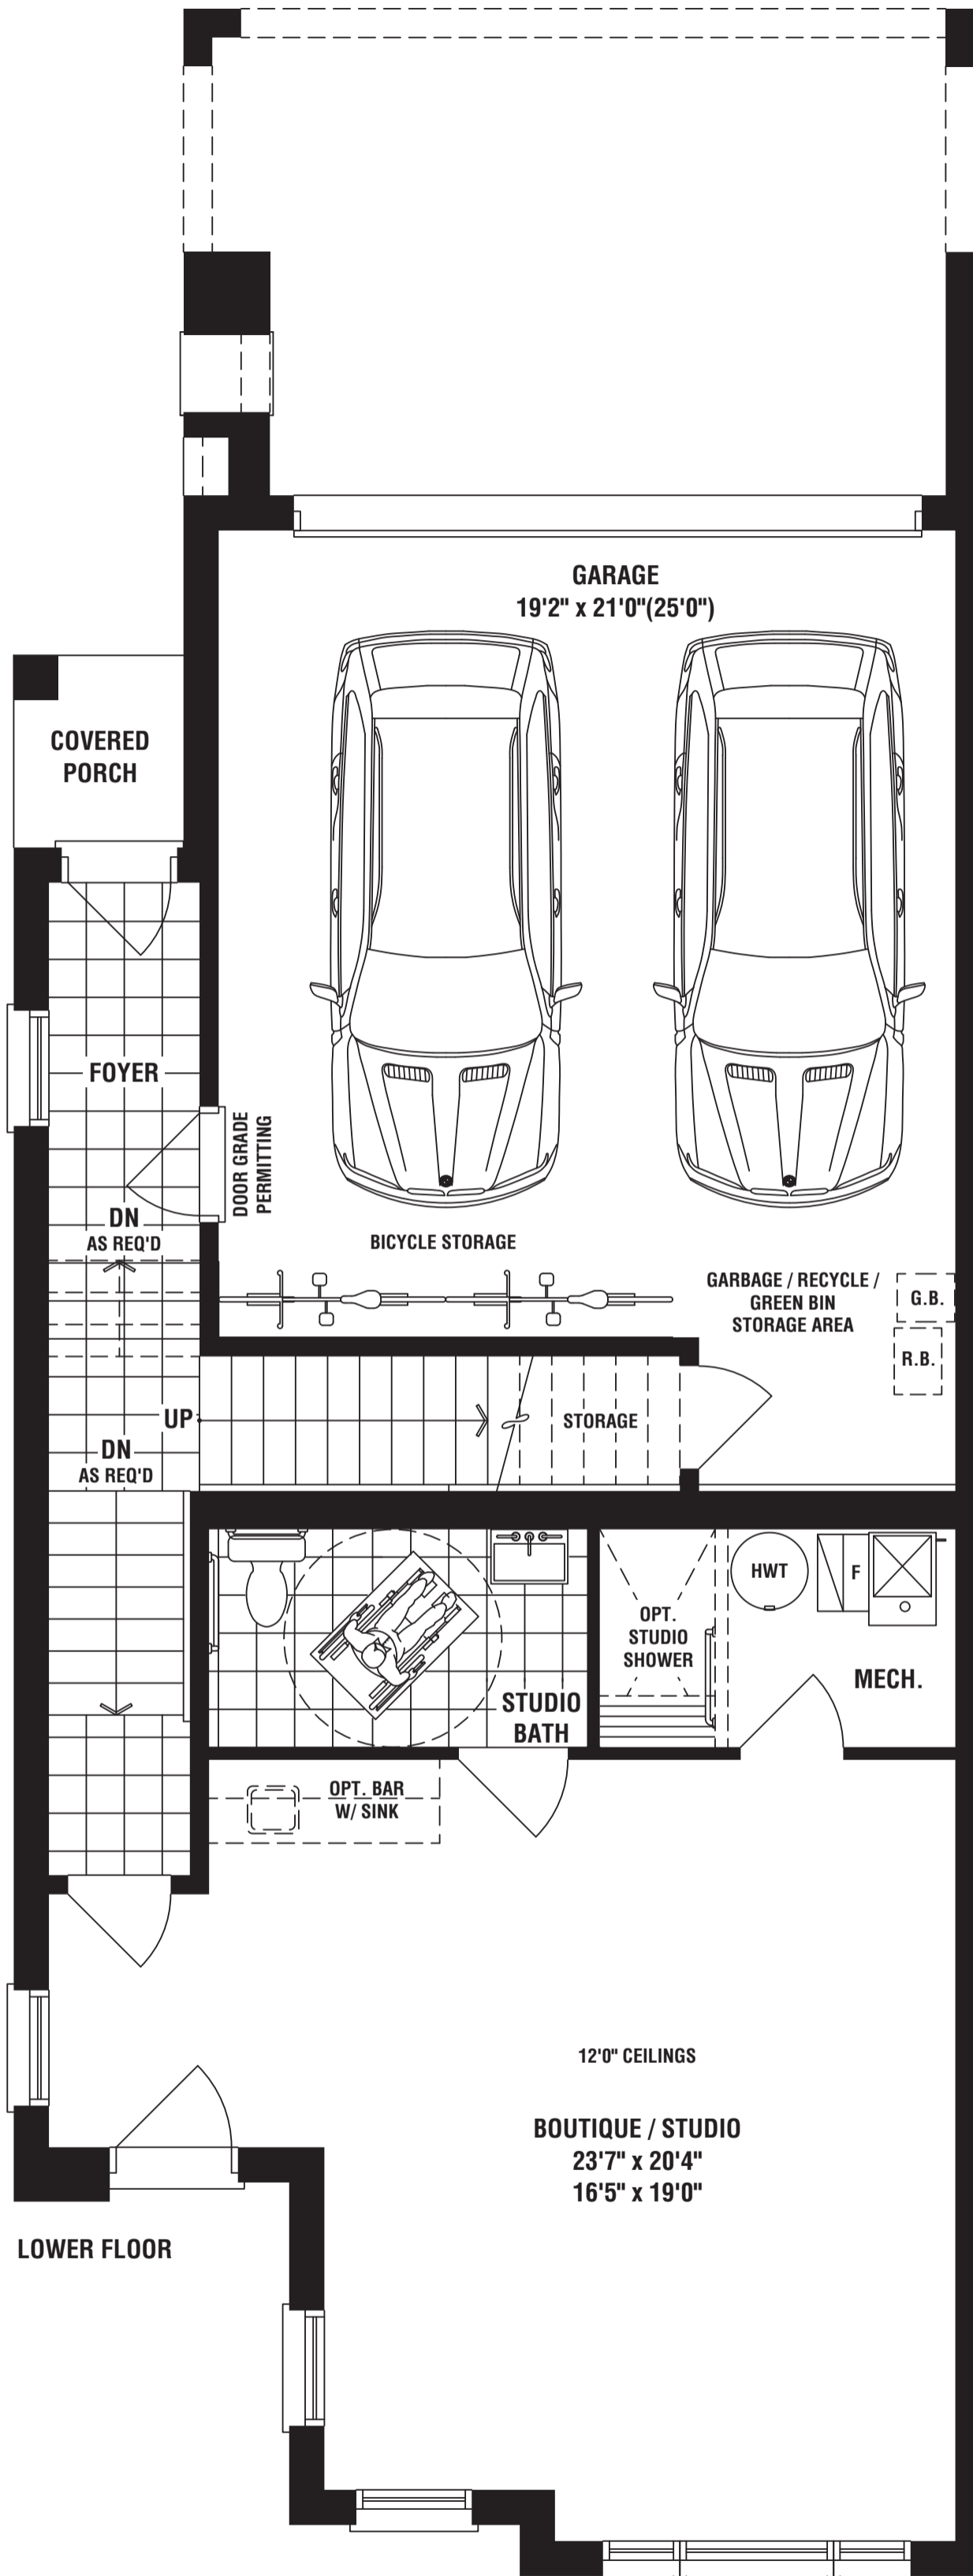 GARAGE
19'2" x 21'0"(25'0")
COVERED
PORCH
FOYER
DOOR GRADE
PERMITTING
DN
AS REQ'D
BICYCLE STORAGE
GARBAGE / RECYCLE /
GREEN BIN
STORAGE AREA
G.B.
R.B.
UP
STORAGE
DN
AS REQ'D
HWT
F
OPT.
STUDIO
SHOWER
MECH.
STUDIO
BATH
OPT. BAR
W/ SINK
12'0" CEILINGS
BOUTIQUE / STUDIO
23'7" x 20'4"
16'5" x 19'0"
LOWER FLOOR